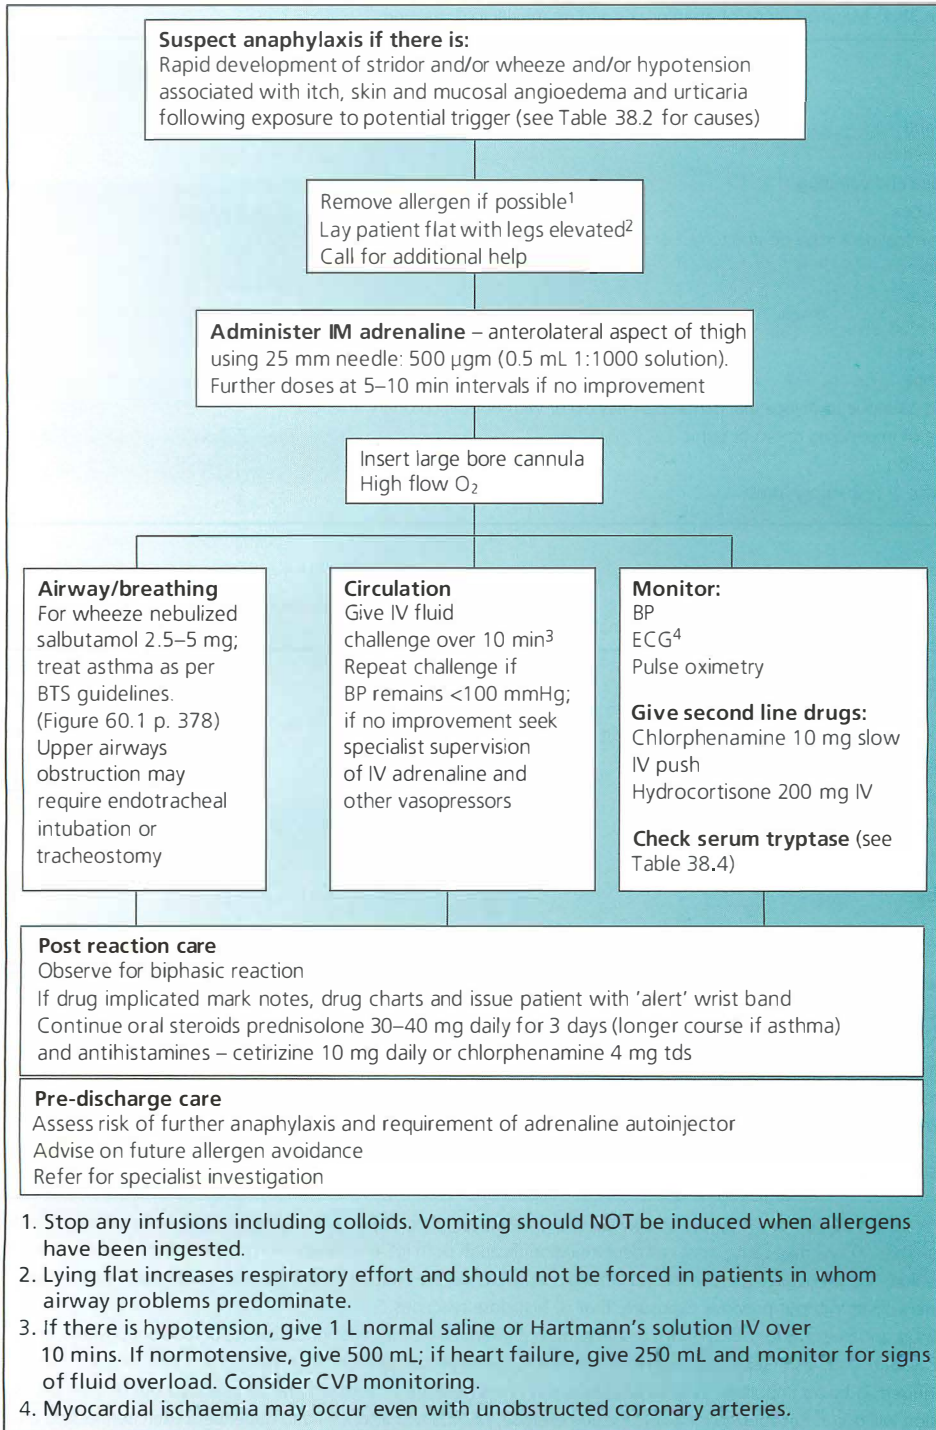 Suspect anaphylaxis if there is:
Rapid development of stridor and/or wheeze and/or hypotension
associated with itch, skin and mucosal angioedema and urticaria
following exposure to potential trigger (see Table 38.2 for causes)
Remove allergen if possible1
Lay patient flat with legs elevated2
Call for additional help
Administer IM adrenaline – anterolateral aspect of thigh
using 25 mm needle: 500 µgm (0.5 mL 1:1000 solution).
Further doses at 5–10 min intervals if no improvement
Insert large bore cannula
High flow O2
Airway/breathing
For wheeze nebulized
salbutamol 2.5–5 mg;
treat asthma as per
BTS guidelines.
(Figure 60.1 p. 378)
Upper airways
obstruction may
require endotracheal
intubation or
tracheostomy
Circulation
Give IV fluid
challenge over 10 min3
Repeat challenge if
BP remains <100 mmHg;
if no improvement seek
specialist supervision
of IV adrenaline and
other vasopressors
Monitor:
BP
ECG4
Pulse oximetry
Give second line drugs:
Chlorphenamine 10 mg slow
IV push
Hydrocortisone 200 mg IV
Check serum tryptase (see
Table 38.4)
Post reaction care
Observe for biphasic reaction
If drug implicated mark notes, drug charts and issue patient with 'alert' wrist band
Continue oral steroids prednisolone 30–40 mg daily for 3 days (longer course if asthma)
and antihistamines – cetirizine 10 mg daily or chlorphenamine 4 mg tds
Pre-discharge care
Assess risk of further anaphylaxis and requirement of adrenaline autoinjector
Advise on future allergen avoidance
Refer for specialist investigation
1. Stop any infusions including colloids. Vomiting should NOT be induced when allergens
have been ingested.
2. Lying flat increases respiratory effort and should not be forced in patients in whom
airway problems predominate.
3. If there is hypotension, give 1 L normal saline or Hartmann's solution IV over
10 mins. If normotensive, give 500 mL; if heart failure, give 250 mL and monitor for signs
of fluid overload. Consider CVP monitoring.
4. Myocardial ischaemia may occur even with unobstructed coronary arteries.